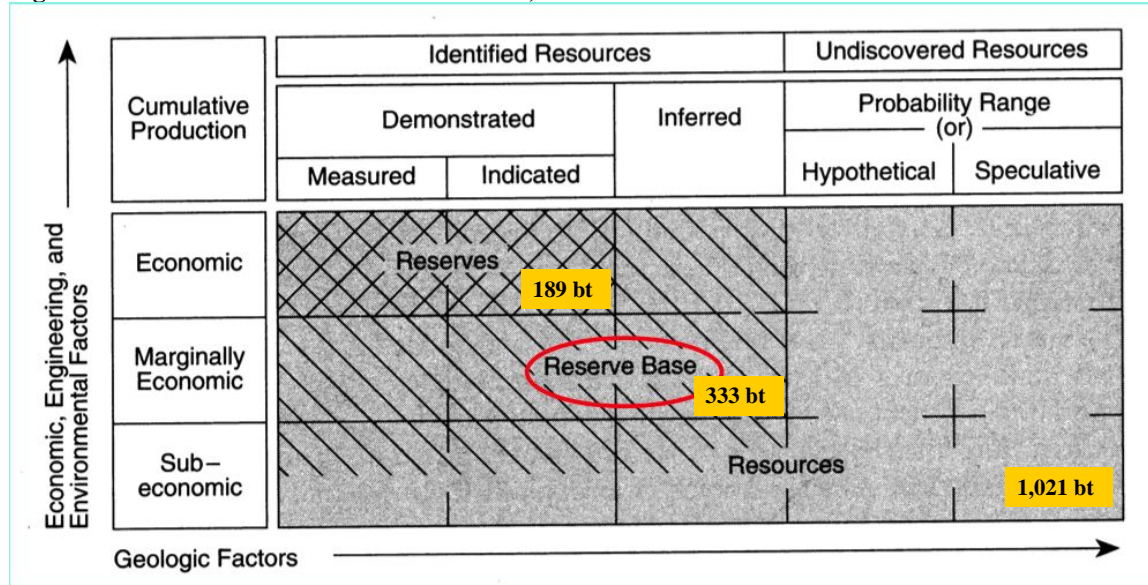 Economic, Engineering, and
Environmental Factors
Cumulative
Production
Identified Resources
Undiscovered Resources
Demonstrated
Inferred
Probability Range
(or)
Measured
Indicated
Hypothetical
Speculative
Economic
Reserves
189 bt
Marginally
Economic
Reserve Base
333 bt
Sub–
economic
Resources
1,021 bt
Geologic Factors